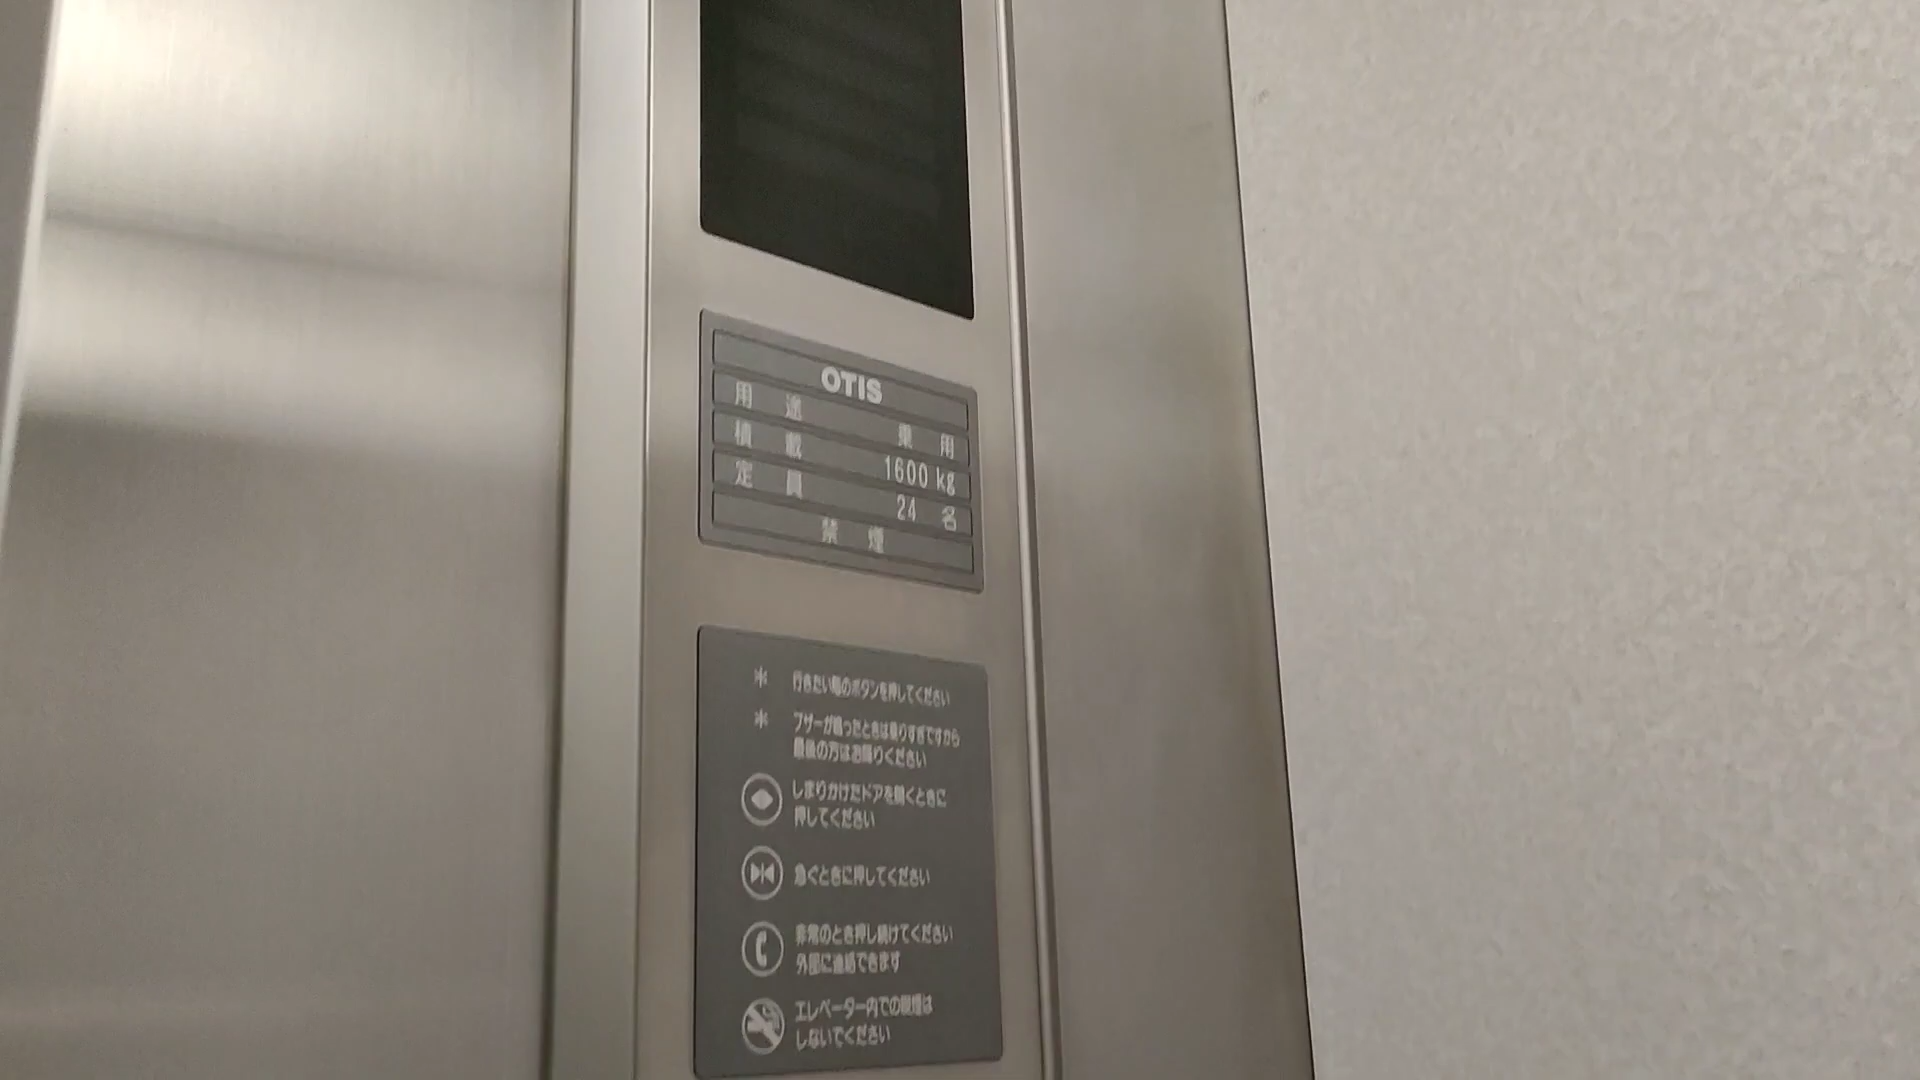 OTIS
用途 乗用
積載 1600 kg
定員 24 名
禁煙
* 行きたい階のボタンを押してください
* ブザーが鳴ったときは乗りすぎですから
最後の方はお降りください
しまりかけたドアを開くときに
押してください
急ぐときに押してください
非常のとき押し続けてください
外部に連絡できます
エレベーター内での喫煙は
しないでください